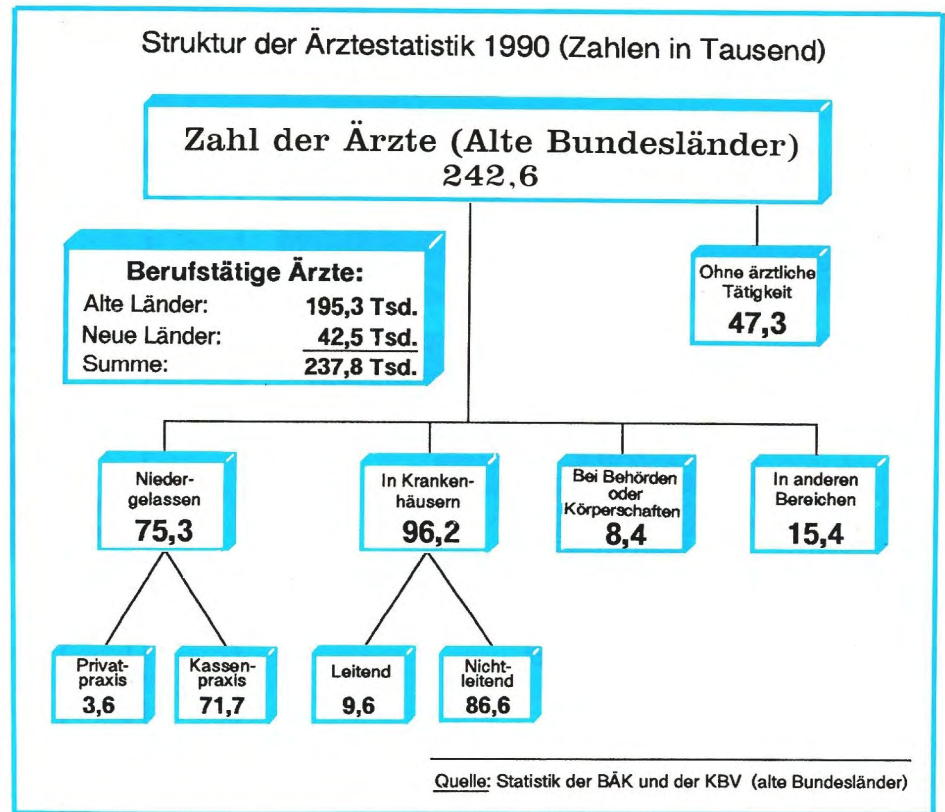 Struktur der Ärztestatistik 1990 (Zahlen in Tausend)
Zahl der Ärzte (Alte Bundesländer)
242,6
Berufstätige Ärzte:
Alte Länder: 195,3 Tsd.
Neue Länder: 42,5 Tsd.
Summe: 237,8 Tsd.
Ohne ärztliche
Tätigkeit
47,3
Nieder-
gelassen
75,3
In Kranken-
häusern
96,2
Bei Behörden
oder
Körperschaften
8,4
In anderen
Bereichen
15,4
Privat-
praxis
3,6
Kassen-
praxis
71,7
Leitend
9,6
Nicht-
leitend
86,6
Quelle: Statistik der BÄK und der KBV (alte Bundesländer)